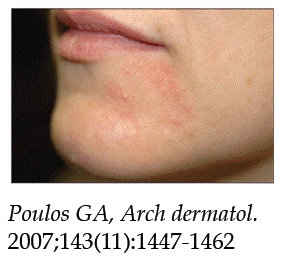 Poulos GA, Arch dermatol.
2007;143(11):1447-1462